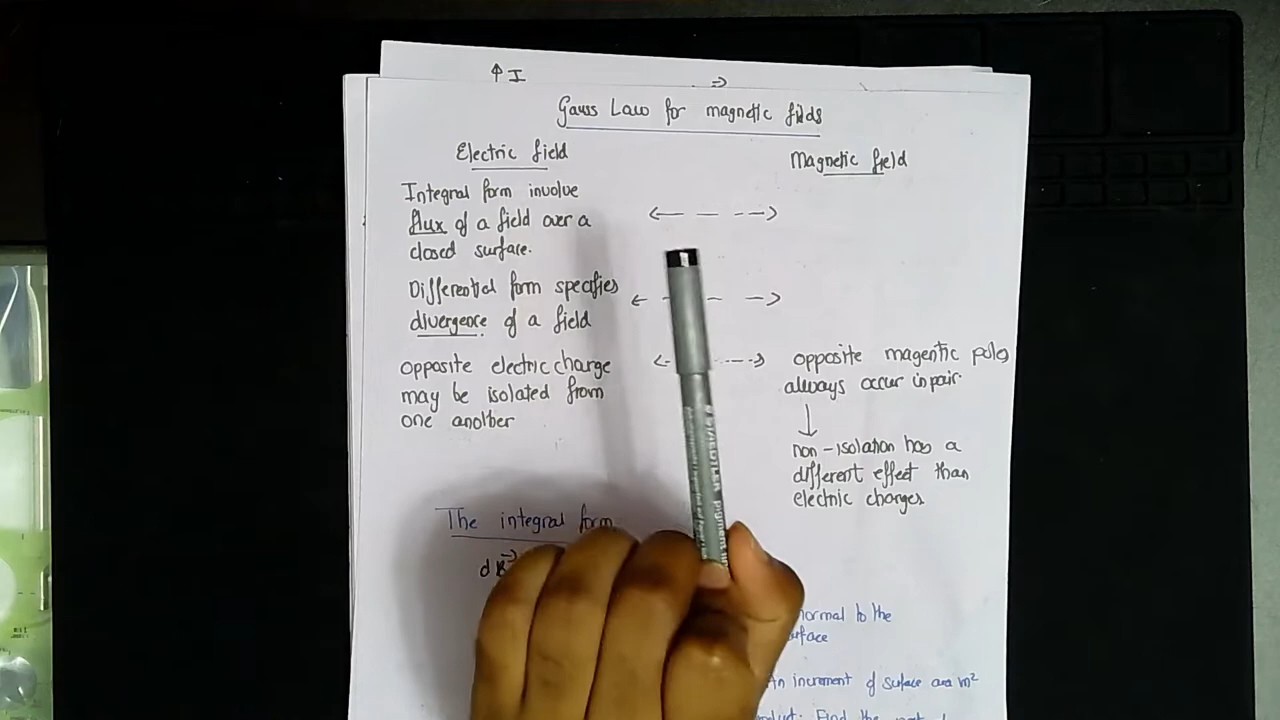 ↑ I
⇒
Gauss Law for magnetic fields
Electric field
Magnetic field
Integral form involve
flux of a field over a
closed surface.
Differential form specifies
divergence of a field
opposite electric charge
may be isolated from
one another
opposite magentic poles
always occur in pair.
non-isolation has a
different effect than
electric charges.
The integral form
normal to the
An increment of surface area m²
STAEDTLER pigment